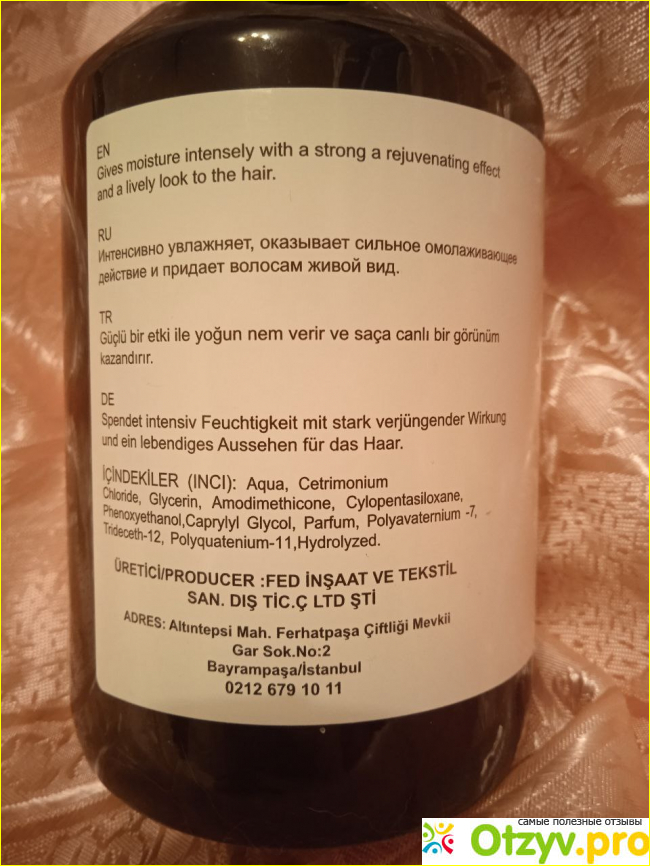 EN
Gives moisture intensely with a strong a rejuvenating effect
and a lively look to the hair.
RU
Интенсивно увлажняет, оказывает сильное омолаживающее
действие и придает волосам живой вид.
TR
Güçlü bir etki ile yoğun nem verir ve saça canlı bir görünüm
kazandırır.
DE
Spendet intensiv Feuchtigkeit mit stark verjüngender Wirkung
und ein lebendiges Aussehen für das Haar.
İÇİNDEKİLER (INCI): Aqua, Cetrimonium
Chloride, Glycerin, Amodimethicone, Cylopentasiloxane,
Phenoxyethanol,Caprylyl Glycol, Parfum, Polyavaternium -7,
Trideceth-12, Polyquatenium-11,Hydrolyzed.
ÜRETİCİ/PRODUCER :FED İNŞAAT VE TEKSTİL
SAN. DIŞ TİC.Ç LTD ŞTİ
ADRES: Altıntepsi Mah. Ferhatpaşa Çiftliği Mevkii
Gar Sok.No:2
Bayrampaşa/İstanbul
0212 679 10 11
самые полезные отзывы
Otzyv.pro